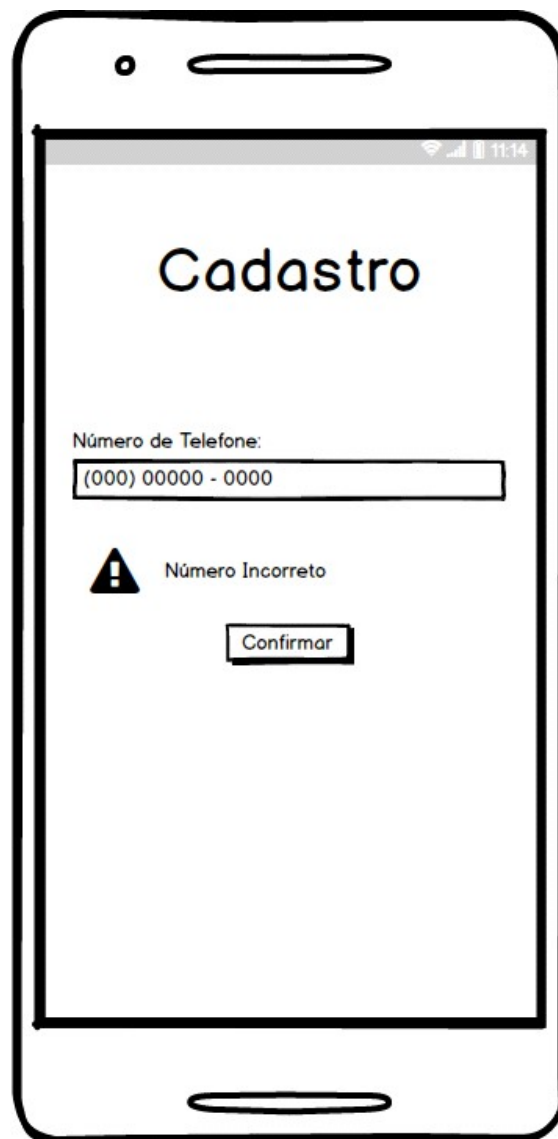 11:14
Cadastro
Número de Telefone:
(000) 00000 - 0000
Número Incorreto
Confirmar